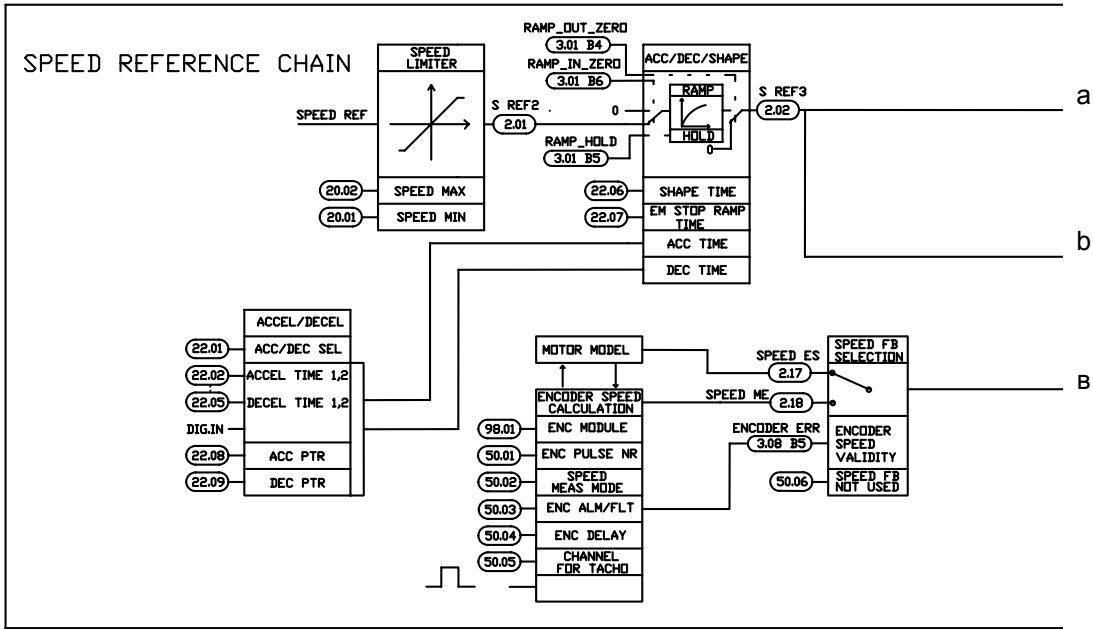 SPEED REFERENCE CHAIN
SPEED REF
SPEED
LIMITER
20.02
SPEED MAX
20.01
SPEED MIN
S REF2
2.01
RAMP_OUT_ZERO
3.01 B4
RAMP_IN_ZERO
3.01 B6
0
RAMP_HOLD
3.01 B5
ACC/DEC/SHAPE
RAMP
HOLD
0
22.06
SHAPE TIME
22.07
EM STOP RAMP
TIME
ACC TIME
DEC TIME
S REF3
2.02
a
b
ACCEL/DECEL
22.01
ACC/DEC SEL
22.02
ACCEL TIME 1,2
22.05
DECEL TIME 1,2
DIG.IN
22.08
ACC PTR
22.09
DEC PTR
MOTOR MODEL
ENCODER SPEED
CALCULATION
98.01
ENC MODULE
50.01
ENC PULSE NR
50.02
SPEED
MEAS MODE
50.03
ENC ALM/FLT
50.04
ENC DELAY
50.05
CHANNEL
FOR TACHO
SPEED ES
2.17
SPEED ME
2.18
ENCODER ERR
3.08 B5
50.06
SPEED FB
SELECTION
ENCODER
SPEED
VALIDITY
SPEED FB
NOT USED
в